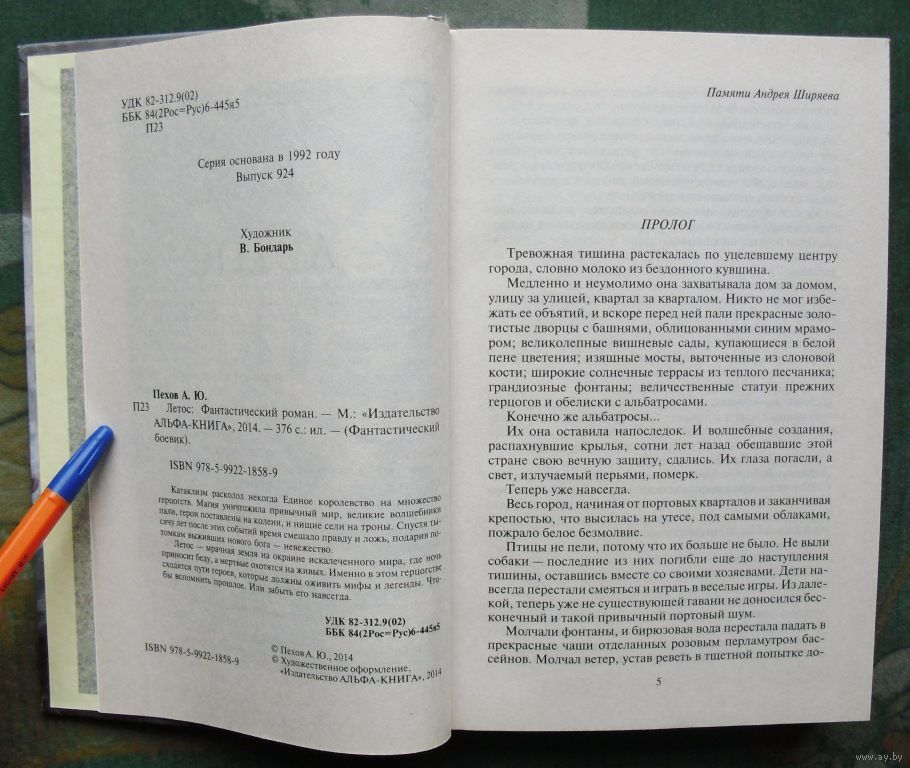 УДК 82-312.9(02)
ББК 84(2Рос=Рус)6-445я5
П23
Серия основана в 1992 году
Выпуск 924
Художник
В. Бондарь
Пехов А. Ю.
П23 Летос: Фантастический роман. — М.: «Издательство
АЛЬФА-КНИГА», 2014. — 376 с.: ил. — (Фантастический
боевик).
ISBN 978-5-9922-1858-9
Катаклизм расколол некогда Единое королевство на множество
герцогств. Магия уничтожила привычный мир, великие волшебники
пали, герои поставлены на колени, и нищие сели на троны. Спустя ты-
сячу лет после этих событий время смешало правду и ложь, подарив по-
томкам выживших нового бога — невежество.
Летос — мрачная земля на окраине искалеченного мира, где ночь
приносит беду, а мертвые охотятся на живых. Именно в этом герцогстве
сходятся пути героев, которые должны оживить мифы и легенды. Что-
бы вспомнить прошлое. Или забыть его навсегда.
УДК 82-312.9(02)
ББК 84(2Рос=Рус)6-445я5
ISBN 978-5-9922-1858-9
© Пехов А. Ю., 2014
© Художественное оформление,
«Издательство АЛЬФА-КНИГА», 2014
Памяти Андрея Ширяева
ПРОЛОГ
Тревожная тишина растекалась по уцелевшему центру
города, словно молоко из бездонного кувшина.
Медленно и неумолимо она захватывала дом за домом,
улицу за улицей, квартал за кварталом. Никто не мог избе-
жать ее объятий, и вскоре перед ней пали прекрасные золо-
тистые дворцы с башнями, облицованными синим мрамо-
ром; великолепные вишневые сады, купающиеся в белой
пене цветения; изящные мосты, выточенные из слоновой
кости; широкие солнечные террасы из теплого песчаника;
грандиозные фонтаны; величественные статуи прежних
герцогов и обелиски с альбатросами.
Конечно же альбатросы...
Их она оставила напоследок. И волшебные создания,
распахнувшие крылья, сотни лет назад обещавшие этой
стране свою вечную защиту, сдались. Их глаза погасли, а
свет, излучаемый перьями, померк.
Теперь уже навсегда.
Весь город, начиная от портовых кварталов и заканчивая
крепостью, что высилась на утесе, под самыми облаками,
пожрало белое безмолвие.
Птицы не пели, потому что их больше не было. Не выли
собаки — последние из них погибли еще до наступления
тишины, оставшись вместе со своими хозяевами. Дети на-
всегда перестали смеяться и играть в веселые игры. Из дале-
кой, теперь уже не существующей гавани не доносился бес-
конечный и такой привычный портовый шум.
Молчали фонтаны, и бирюзовая вода перестала падать в
прекрасные чаши отделанных розовым перламутром бас-
сейнов. Молчал ветер, устав реветь в тщетной попытке до-
5
www.ay.by